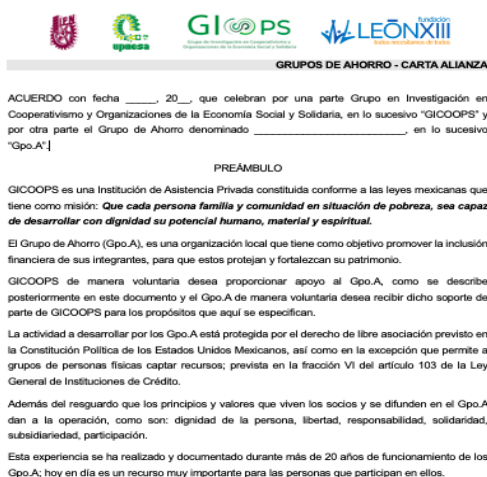 upiicsa
GICOOPS
Grupo de Investigación en Cooperativismo y
Organizaciones de la Economía Social y Solidaria
fundación
LEÓNXIII
todos necesitamos de todos
GRUPOS DE AHORRO - CARTA ALIANZA
ACUERDO con fecha _____, 20__, que celebran por una parte Grupo en Investigación en
Cooperativismo y Organizaciones de la Economía Social y Solidaria, en lo sucesivo “GICOOPS” y
por otra parte el Grupo de Ahorro denominado _________________________, en lo sucesivo
“Gpo.A”.
PREÁMBULO
GICOOPS es una Institución de Asistencia Privada constituida conforme a las leyes mexicanas que
tiene como misión: Que cada persona familia y comunidad en situación de pobreza, sea capaz
de desarrollar con dignidad su potencial humano, material y espiritual.
El Grupo de Ahorro (Gpo.A), es una organización local que tiene como objetivo promover la inclusión
financiera de sus integrantes, para que estos protejan y fortalezcan su patrimonio.
GICOOPS de manera voluntaria desea proporcionar apoyo al Gpo.A, como se describe
posteriormente en este documento y el Gpo.A de manera voluntaria desea recibir dicho soporte de
parte de GICOOPS para los propósitos que aquí se especifican.
La actividad a desarrollar por los Gpo.A está protegida por el derecho de libre asociación previsto en
la Constitución Política de los Estados Unidos Mexicanos, así como en la excepción que permite a
grupos de personas físicas captar recursos; prevista en la fracción VI del artículo 103 de la Ley
General de Instituciones de Crédito.
Además del resguardo que los principios y valores que viven los socios y se difunden en el Gpo.A
dan a la operación, como son: dignidad de la persona, libertad, responsabilidad, solidaridad,
subsidiariedad, participación.
Esta experiencia se ha realizado y documentado durante más de 20 años de funcionamiento de los
Gpo.A; hoy en día es un recurso muy importante para las personas que participan en ellos.